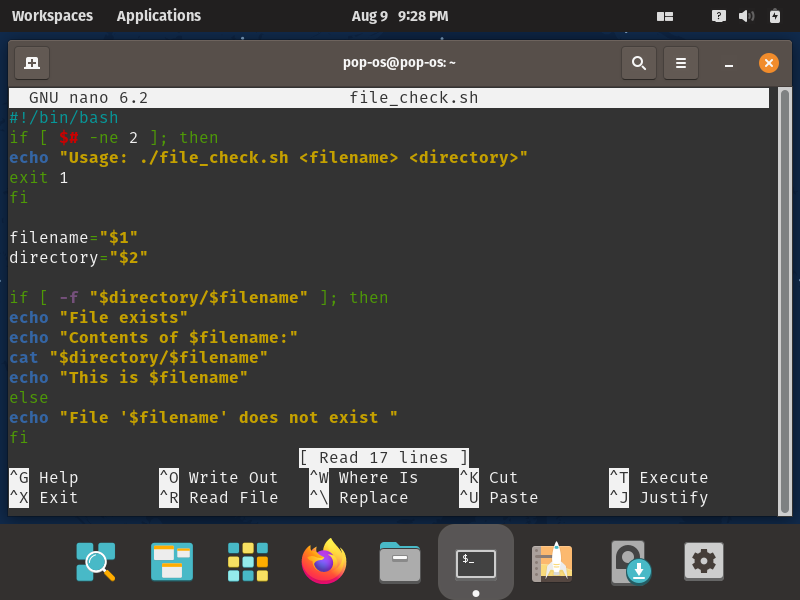 Workspaces Applications Aug 9 9:28 PM
pop-os@pop-os: ~
GNU nano 6.2 file_check.sh
#!/bin/bash
if [ $# -ne 2 ]; then
echo "Usage: ./file_check.sh <filename> <directory>"
exit 1
fi
filename="$1"
directory="$2"
if [ -f "$directory/$filename" ]; then
echo "File exists"
echo "Contents of $filename:"
cat "$directory/$filename"
echo "This is $filename"
else
echo "File '$filename' does not exist "
fi
[ Read 17 lines ]
^G Help ^O Write Out ^W Where Is ^K Cut ^T Execute
^X Exit ^R Read File ^\ Replace ^U Paste ^J Justify
$_